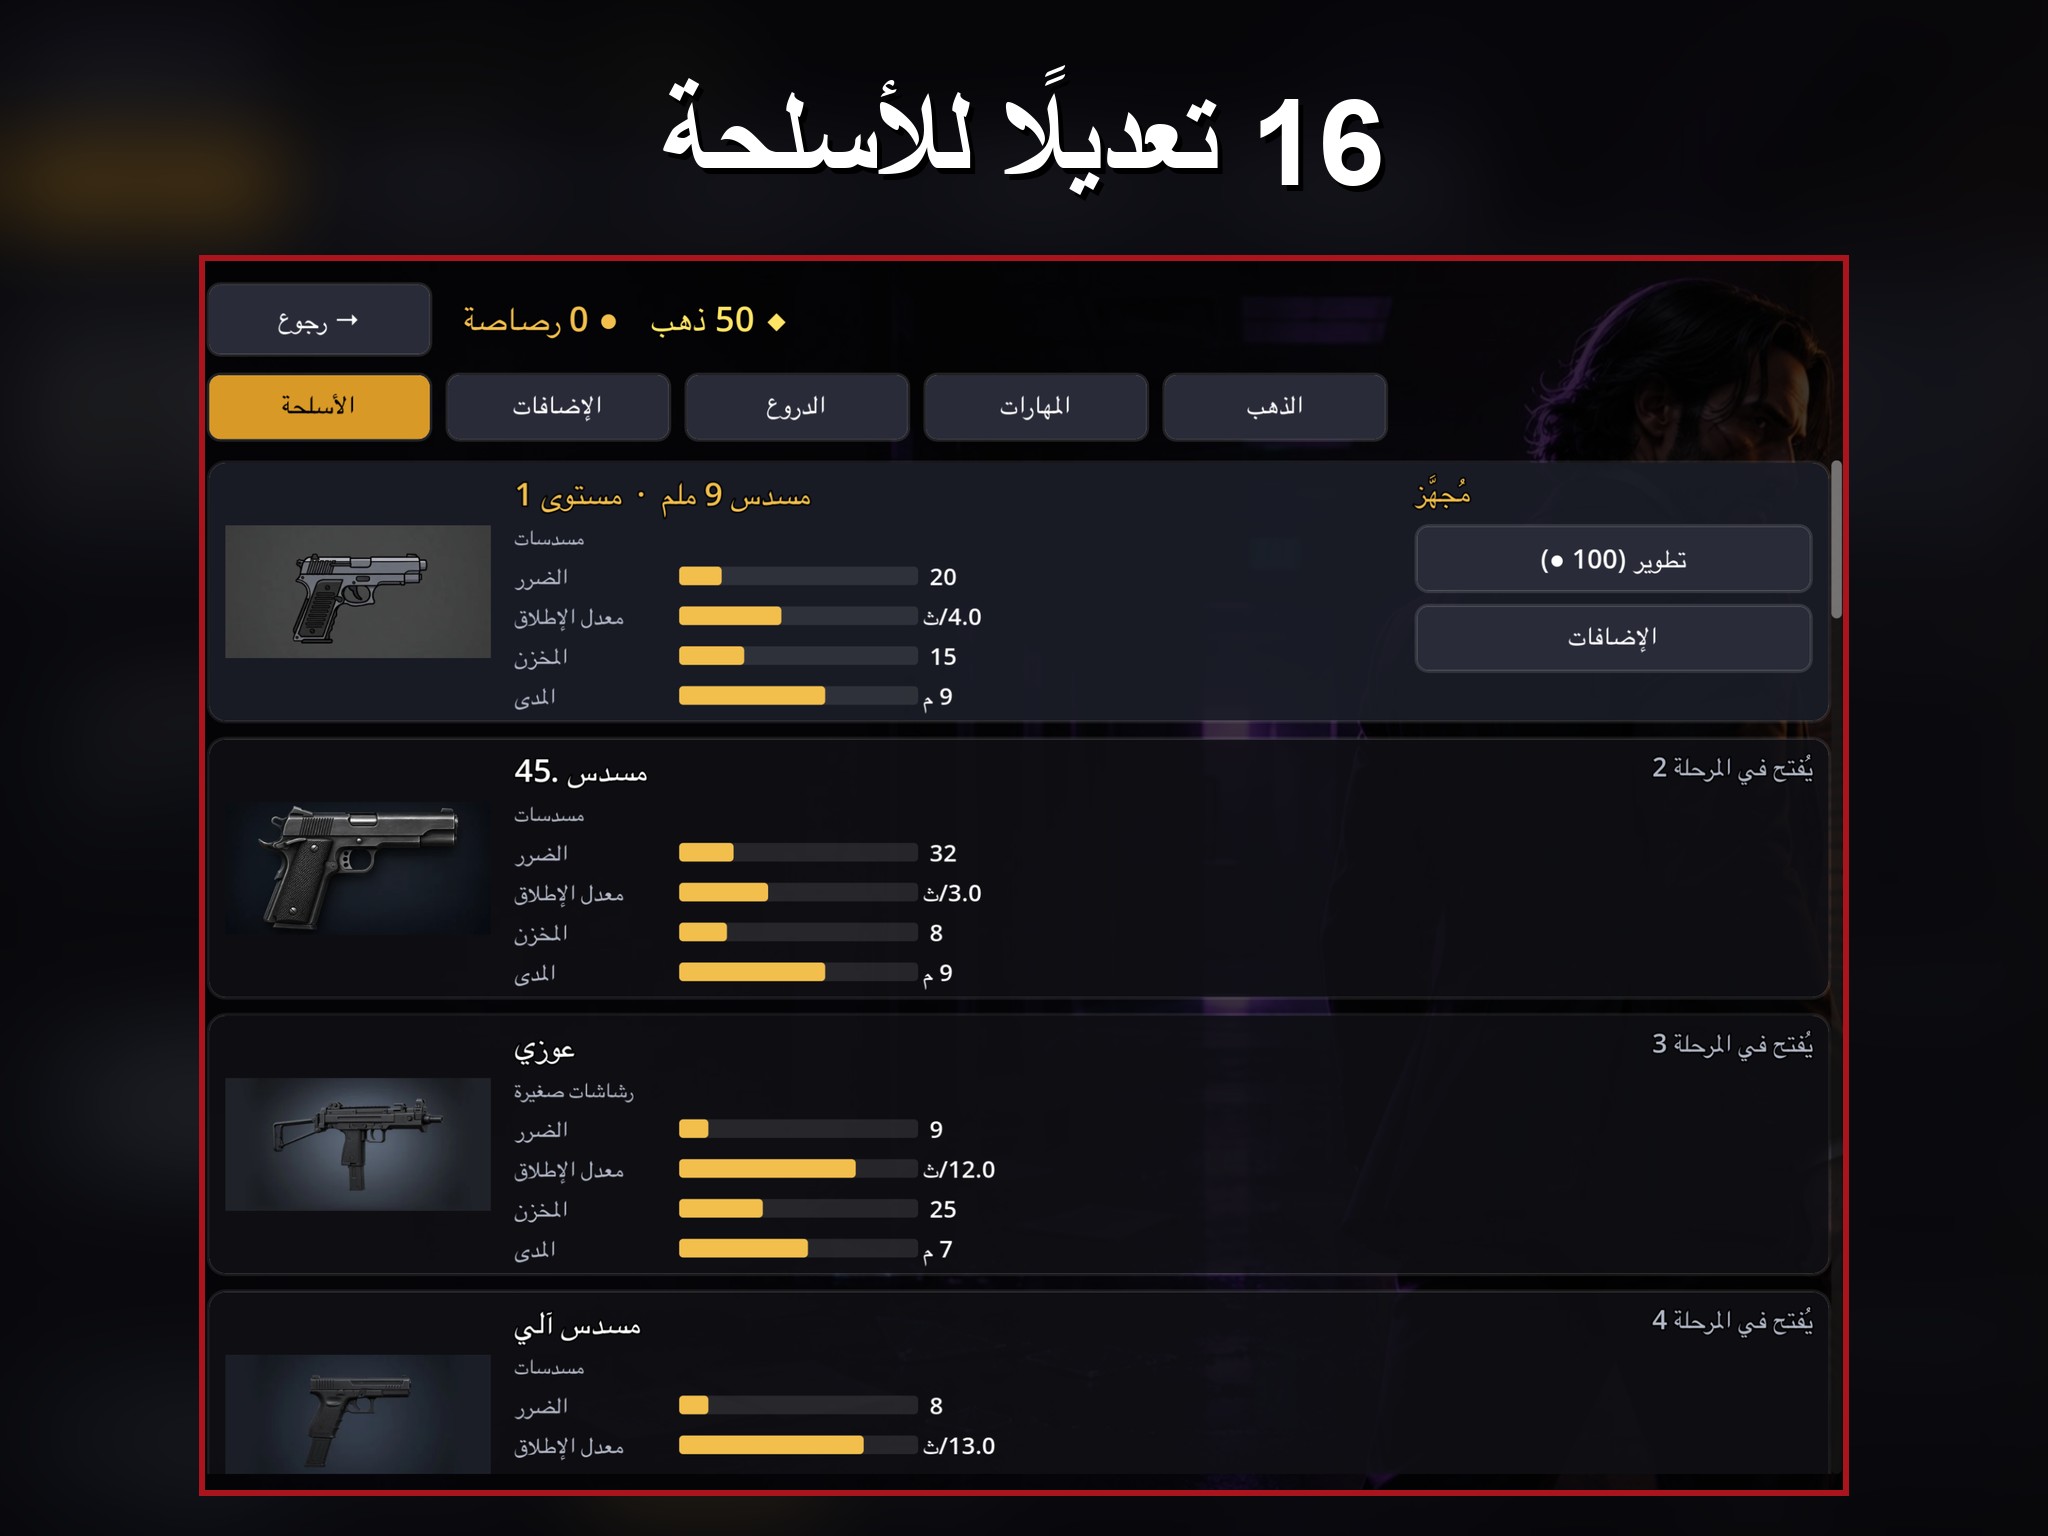 16 تعديلًا للأسلحة
→ رجوع
● 0 رصاصة
◆ 50 ذهب
الأسلحة
الإضافات
الدروع
المهارات
الذهب
مسدس 9 ملم · مستوى 1
مسدسات
الضرر 20
معدل الإطلاق 4.0/ث
المخزن 15
المدى 9 م
مُجهَّز
تطوير (100 ●)
الإضافات
مسدس .45
مسدسات
الضرر 32
معدل الإطلاق 3.0/ث
المخزن 8
المدى 9 م
يُفتح في المرحلة 2
عوزي
رشاشات صغيرة
الضرر 9
معدل الإطلاق 12.0/ث
المخزن 25
المدى 7 م
يُفتح في المرحلة 3
مسدس آلي
مسدسات
الضرر 8
معدل الإطلاق 13.0/ث
يُفتح في المرحلة 4